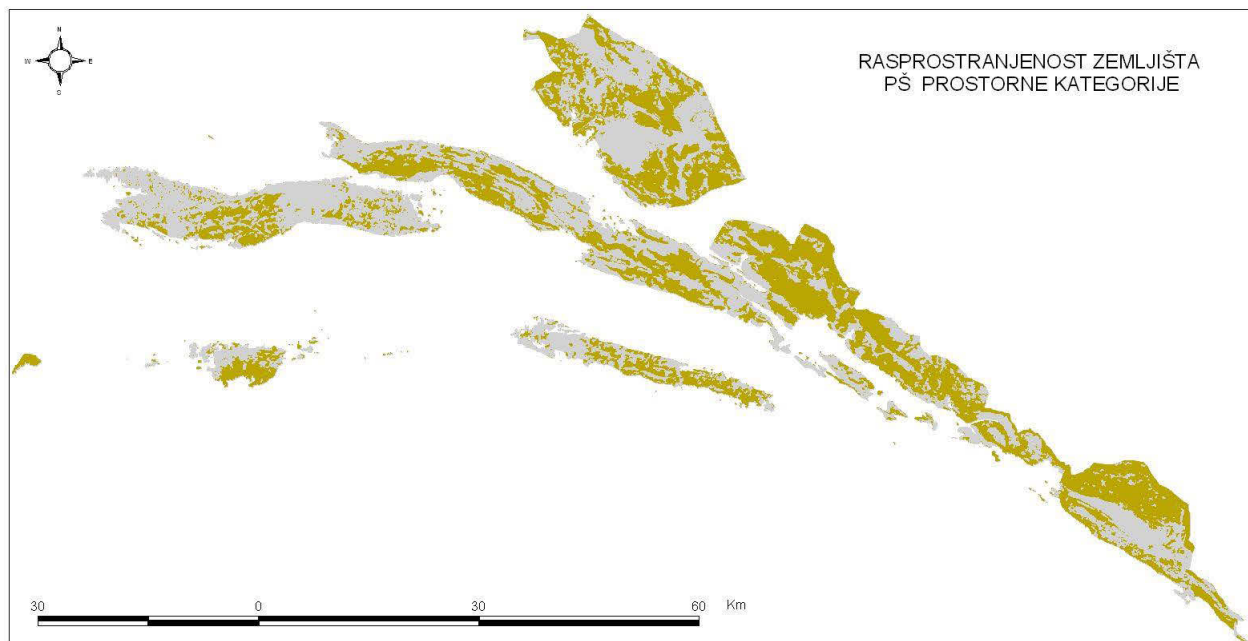 N
W E
S
RASPROSTRANJENOST ZEMLJIŠTA
PŠ PROSTORNE KATEGORIJE
30 0 30 60 Km